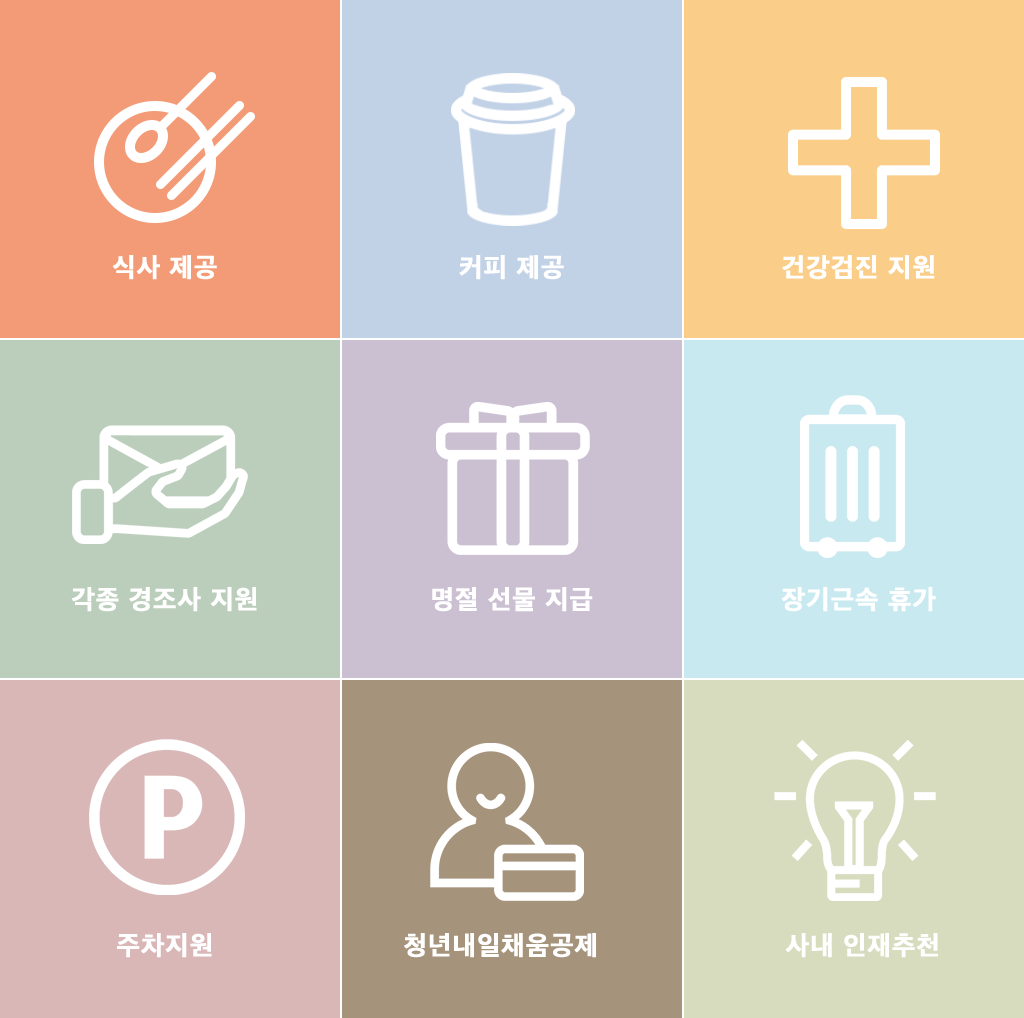 식사 제공
커피 제공
건강검진 지원
각종 경조사 지원
명절 선물 지급
장기근속 휴가
P
주차지원
청년내일채움공제
사내 인재추천